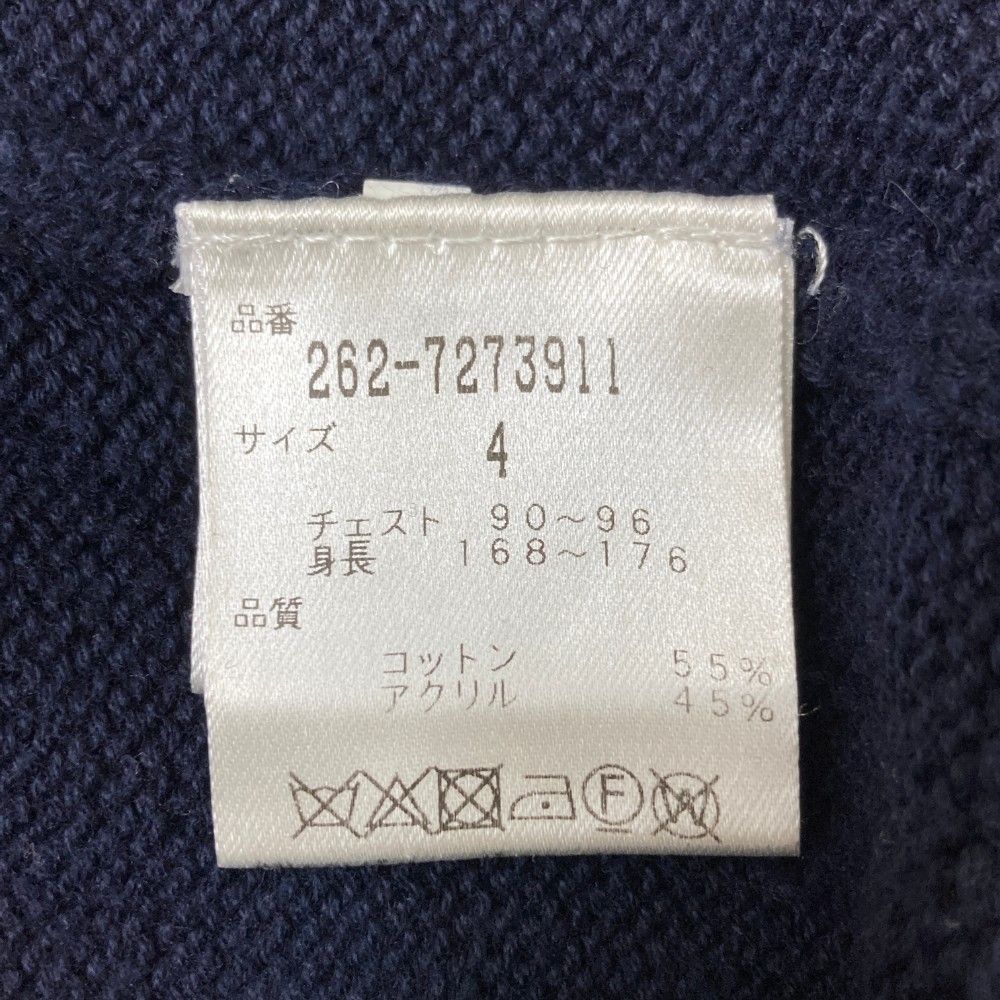 品番
262-7273911
サイズ 4
チェスト 90～96
身長 168～176
品質
コットン 55%
アクリル 45%
F W